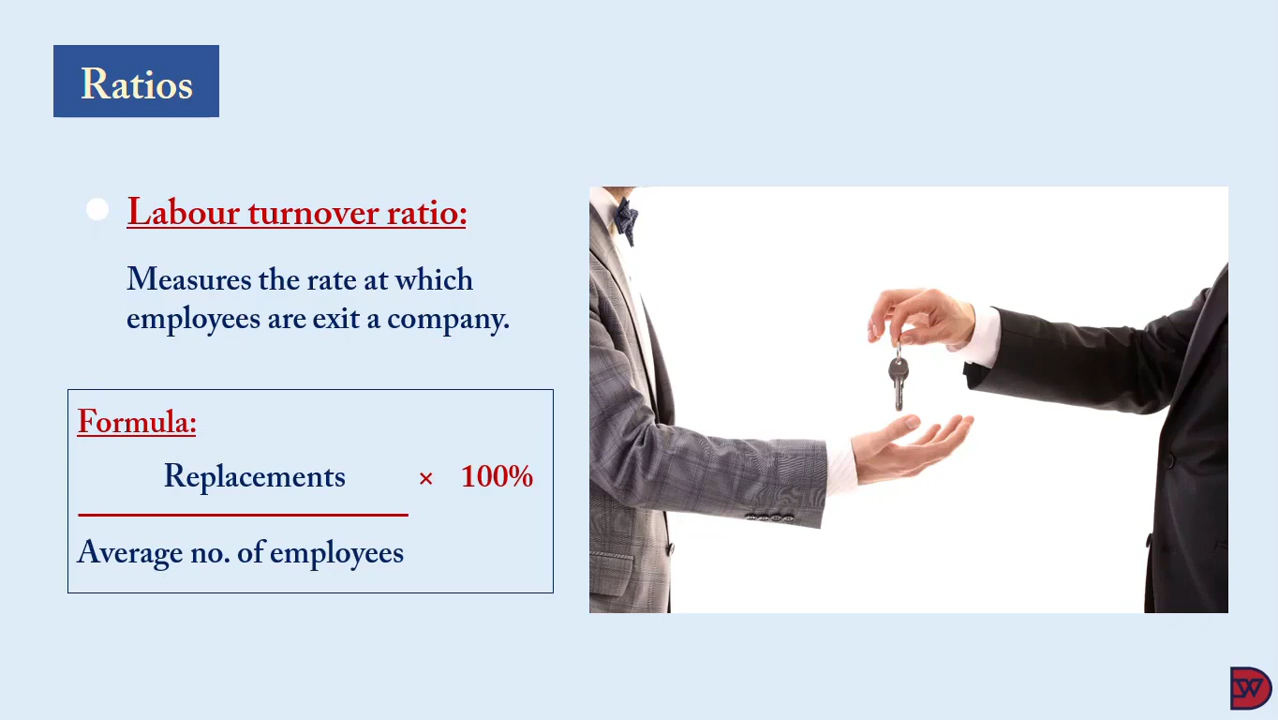 Ratios
Labour turnover ratio:
Measures the rate at which
employees are exit a company.
Formula:
Replacements × 100%
Average no. of employees
DW